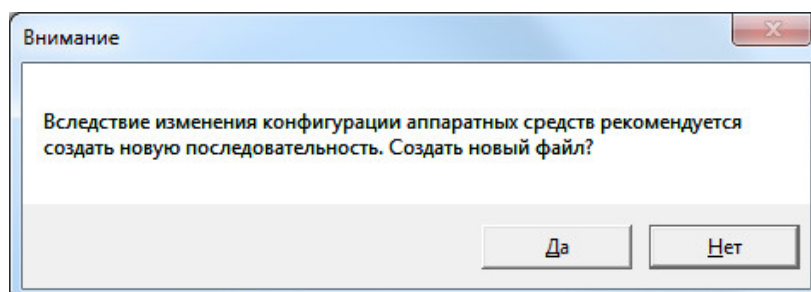 Внимание
Вследствие изменения конфигурации аппаратных средств рекомендуется
создать новую последовательность. Создать новый файл?
Да
Нет